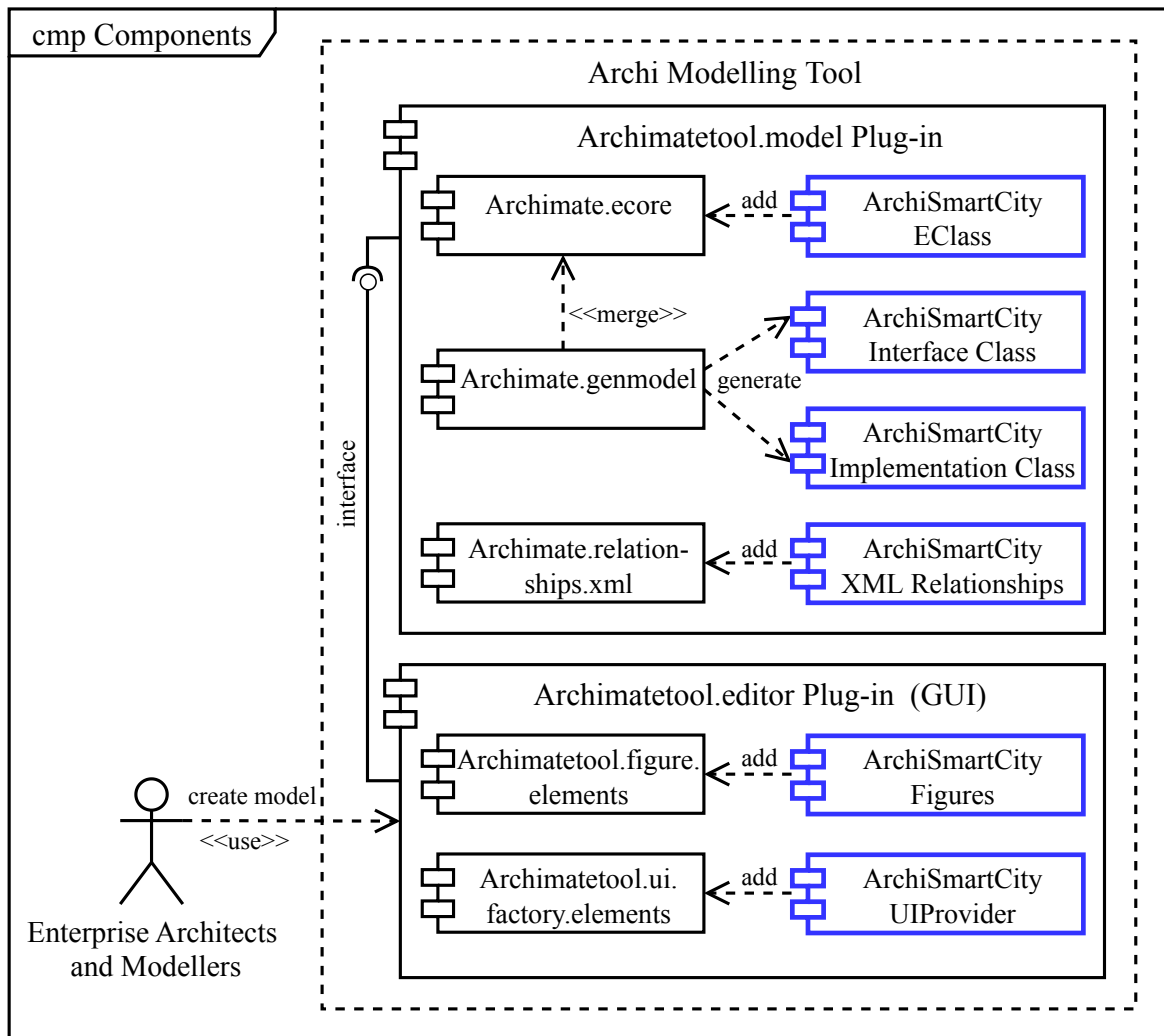 cmp Components
Archi Modelling Tool
Archimatetool.model Plug-in
Archimate.ecore
add
ArchiSmartCity
EClass
<<merge>>
Archimate.genmodel
generate
ArchiSmartCity
Interface Class
ArchiSmartCity
Implementation Class
interface
Archimate.relation-
ships.xml
add
ArchiSmartCity
XML Relationships
Archimatetool.editor Plug-in (GUI)
Archimatetool.figure.
elements
add
ArchiSmartCity
Figures
create model
<<use>>
Archimatetool.ui.
factory.elements
add
ArchiSmartCity
UIProvider
Enterprise Architects
and Modellers